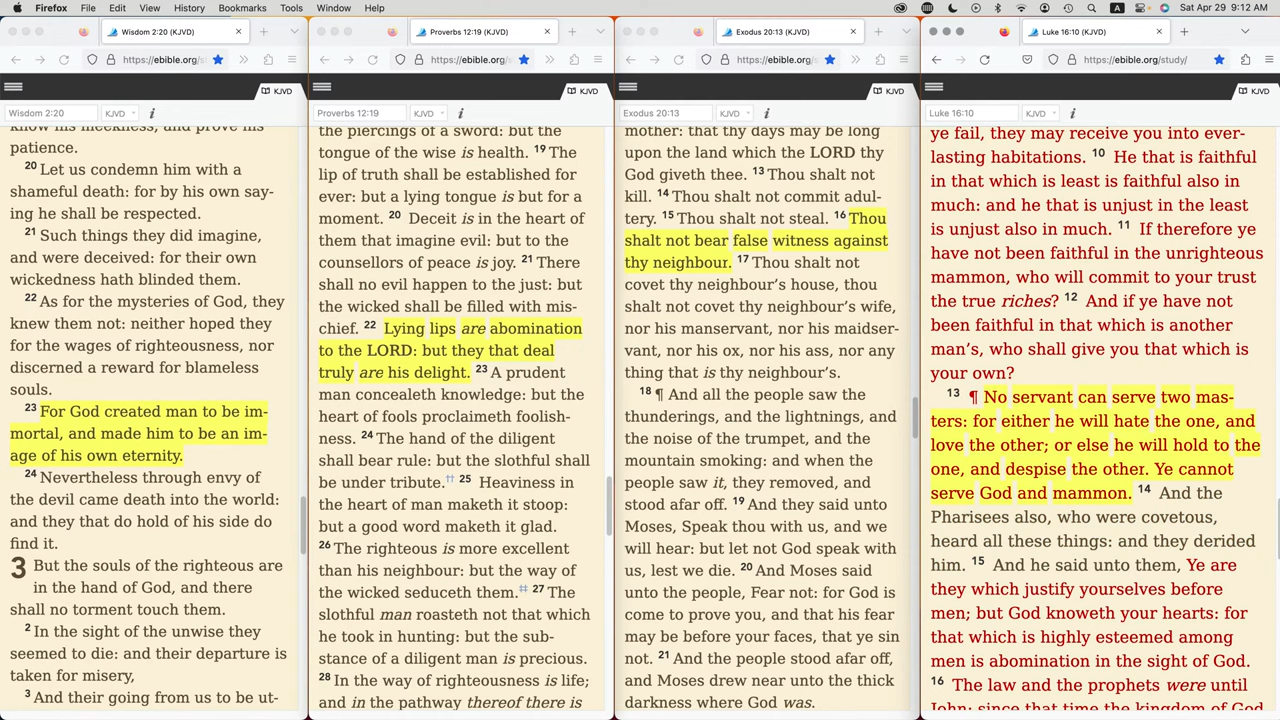 Firefox File Edit View History Bookmarks Tools Window Help
A
Sat Apr 29 9:12 AM
Wisdom 2:20 (KJVD)
https://ebible.org
KJVD
Wisdom 2:20
KJVD
i
know his meekness, and prove his
patience.
20 Let us condemn him with a
shameful death: for by his own say-
ing he shall be respected.
21 Such things they did imagine,
and were deceived: for their own
wickedness hath blinded them.
22 As for the mysteries of God, they
knew them not: neither hoped they
for the wages of righteousness, nor
discerned a reward for blameless
souls.
23 For God created man to be im-
mortal, and made him to be an im-
age of his own eternity.
24 Nevertheless through envy of
the devil came death into the world:
and they that do hold of his side do
find it.
3 But the souls of the righteous are
in the hand of God, and there
shall no torment touch them.
2 In the sight of the unwise they
seemed to die: and their departure is
taken for misery,
3 And their going from us to be ut-
Proverbs 12:19 (KJVD)
https://ebible.org
KJVD
Proverbs 12:19
KJVD
i
the piercings of a sword: but the
tongue of the wise is health. 19 The
lip of truth shall be established for
ever: but a lying tongue is but for a
moment. 20 Deceit is in the heart of
them that imagine evil: but to the
counsellors of peace is joy. 21 There
shall no evil happen to the just: but
the wicked shall be filled with mis-
chief. 22 Lying lips are abomination
to the LORD: but they that deal
truly are his delight. 23 A prudent
man concealeth knowledge: but the
heart of fools proclaimeth foolish-
ness. 24 The hand of the diligent
shall bear rule: but the slothful shall
be under tribute.†† 25 Heaviness in
the heart of man maketh it stoop:
but a good word maketh it glad.
26 The righteous is more excellent
than his neighbour: but the way of
the wicked seduceth them.‡‡ 27 The
slothful man roasteth not that which
he took in hunting: but the sub-
stance of a diligent man is precious.
28 In the way of righteousness is life;
and in the pathway thereof there is
Exodus 20:13 (KJVD)
https://ebible.org
KJVD
Exodus 20:13
KJVD
i
mother: that thy days may be long
upon the land which the LORD thy
God giveth thee. 13 Thou shalt not
kill. 14 Thou shalt not commit adul-
tery. 15 Thou shalt not steal. 16 Thou
shalt not bear false witness against
thy neighbour. 17 Thou shalt not
covet thy neighbour’s house, thou
shalt not covet thy neighbour’s wife,
nor his manservant, nor his maidser-
vant, nor his ox, nor his ass, nor any
thing that is thy neighbour’s.
18 ¶ And all the people saw the
thunderings, and the lightnings, and
the noise of the trumpet, and the
mountain smoking: and when the
people saw it, they removed, and
stood afar off. 19 And they said unto
Moses, Speak thou with us, and we
will hear: but let not God speak with
us, lest we die. 20 And Moses said
unto the people, Fear not: for God is
come to prove you, and that his fear
may be before your faces, that ye sin
not. 21 And the people stood afar off,
and Moses drew near unto the thick
darkness where God was.
Luke 16:10 (KJVD)
https://ebible.org/study/
KJVD
Luke 16:10
KJVD
i
ye fail, they may receive you into ever-
lasting habitations. 10 He that is faithful
in that which is least is faithful also in
much: and he that is unjust in the least
is unjust also in much. 11 If therefore ye
have not been faithful in the unrighteous
mammon, who will commit to your trust
the true riches? 12 And if ye have not
been faithful in that which is another
man’s, who shall give you that which is
your own?
13 ¶ No servant can serve two mas-
ters: for either he will hate the one, and
love the other; or else he will hold to the
one, and despise the other. Ye cannot
serve God and mammon. 14 And the
Pharisees also, who were covetous,
heard all these things: and they derided
him. 15 And he said unto them, Ye are
they which justify yourselves before
men; but God knoweth your hearts: for
that which is highly esteemed among
men is abomination in the sight of God.
16 The law and the prophets were until
John: since that time the kingdom of God